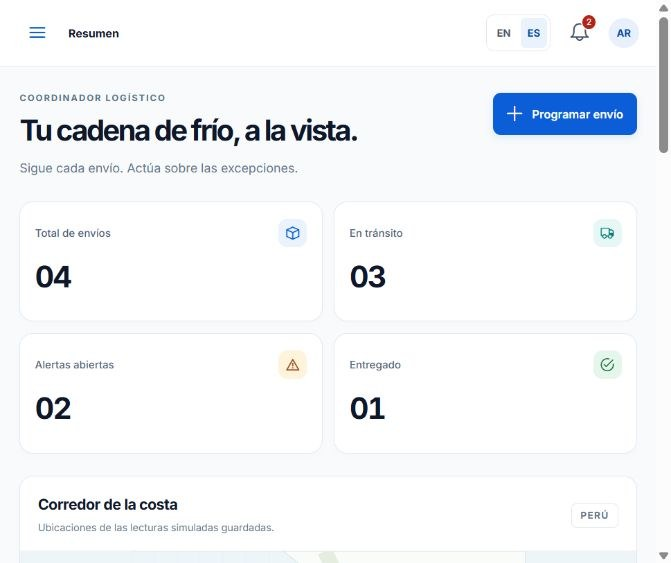 Resumen
EN
ES
2
AR
COORDINADOR LOGÍSTICO
Tu cadena de frío, a la vista.
Programar envío
Sigue cada envío. Actúa sobre las excepciones.
Total de envíos
04
En tránsito
03
Alertas abiertas
02
Entregado
01
Corredor de la costa
Ubicaciones de las lecturas simuladas guardadas.
PERÚ